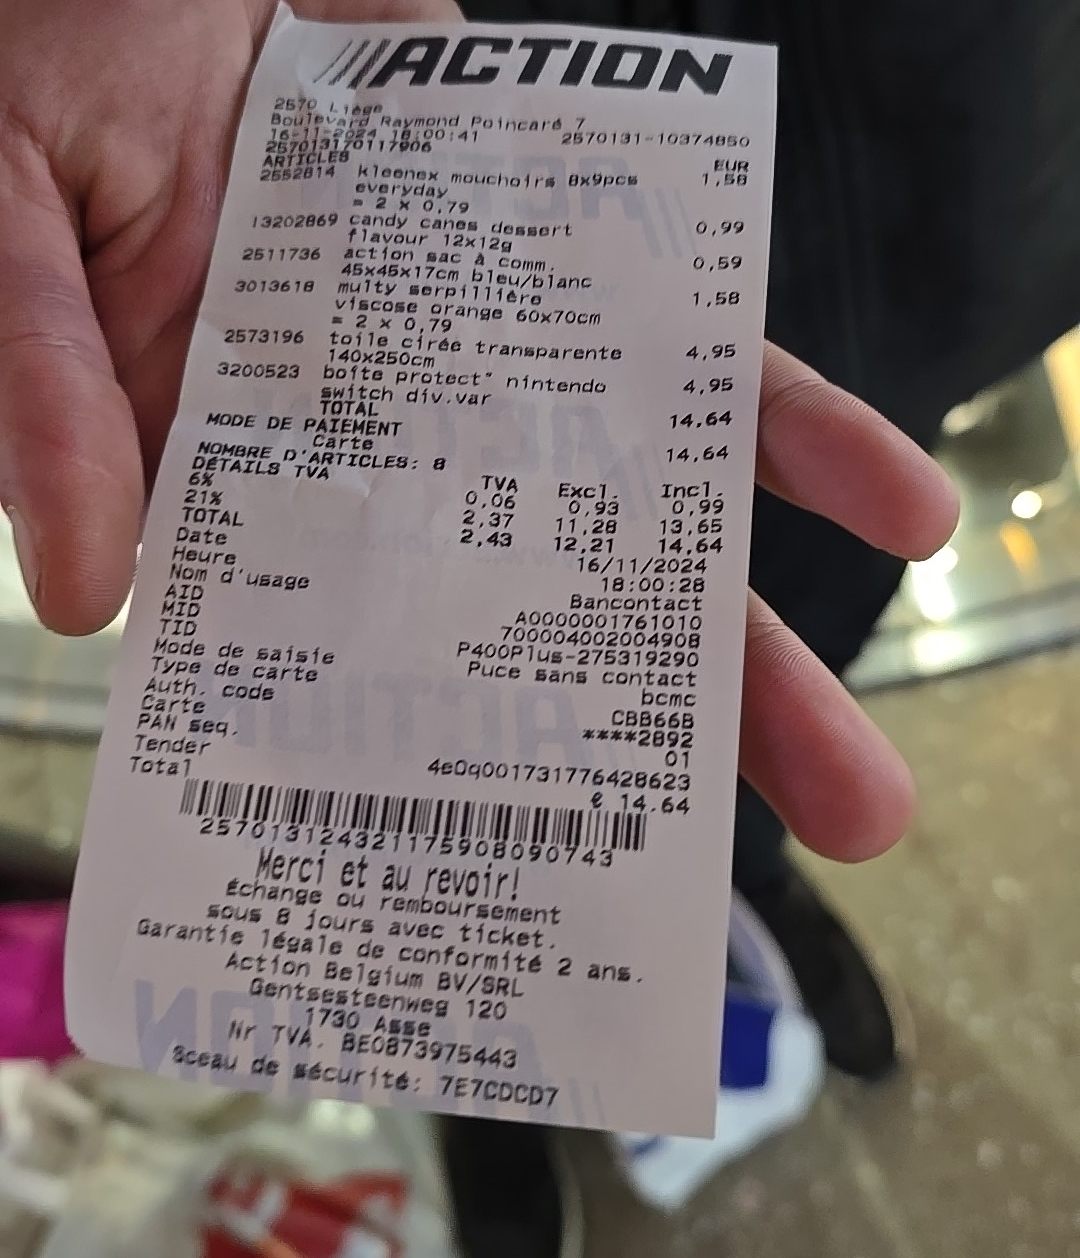 ACTION
2570 Liège
Boulevard Raymond Poincaré 7
16-11-2024 18:00:41 2570131-10374850
257013170117906
ARTICLES EUR
2552814 kleenex mouchoirs 8x9pcs 1,58
everyday
= 2 x 0,79
13202869 candy canes dessert 0,99
flavour 12x12g
2511736 action sac à comm. 0,59
45x45x17cm bleu/blanc
3013618 multy serpillière 1,58
viscose orange 60x70cm
= 2 x 0,79
2573196 toile cirée transparente 4,95
140x250cm
3200523 boîte protect" nintendo 4,95
switch div.var
TOTAL 14,64
MODE DE PAIEMENT
Carte 14,64
NOMBRE D'ARTICLES: 8
DÉTAILS TVA TVA Excl. Incl.
6% 0,06 0,93 0,99
21% 2,37 11,28 13,65
TOTAL 2,43 12,21 14,64
Date 16/11/2024
Heure 18:00:28
Nom d'usage Bancontact
AID A0000001761010
MID 700004002004908
TID P400Plus-275319290
Mode de saisie Puce sans contact
Type de carte bcmc
Auth. code CBB66B
Carte ****2892
PAN seq. 01
Tender 4e0q001731776428623
Total € 14.64
257013124321175908090743
Merci et au revoir!
Échange ou remboursement
sous 8 jours avec ticket.
Garantie légale de conformité 2 ans.
Action Belgium BV/SRL
Gentsesteenweg 120
1730 Asse
Nr TVA. BE0873975443
Sceau de sécurité: 7E7CDCD7